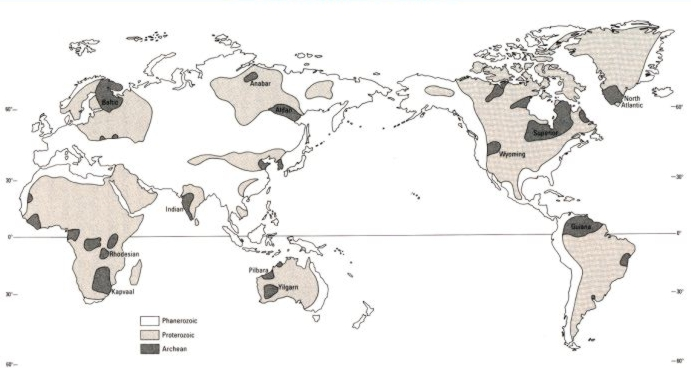 Anabar
Baltic
Aldan
North
Atlantic
60°
60°
Superior
Wyoming
30°
30°
Indian
Guiana
0°
0°
Rhodesian
Pilbara
Yilgarn
Kapvaal
30°
30°
Phanerozoic
Proterozoic
Archean
60°
60°